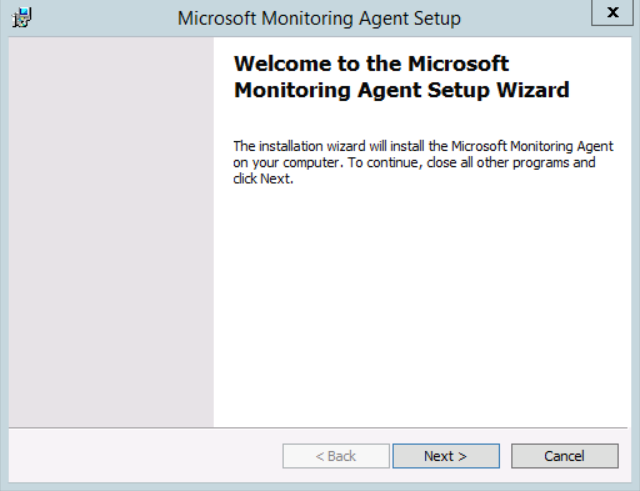 Microsoft Monitoring Agent Setup
x
Welcome to the Microsoft
Monitoring Agent Setup Wizard
The installation wizard will install the Microsoft Monitoring Agent
on your computer. To continue, close all other programs and
click Next.
< Back Next > Cancel